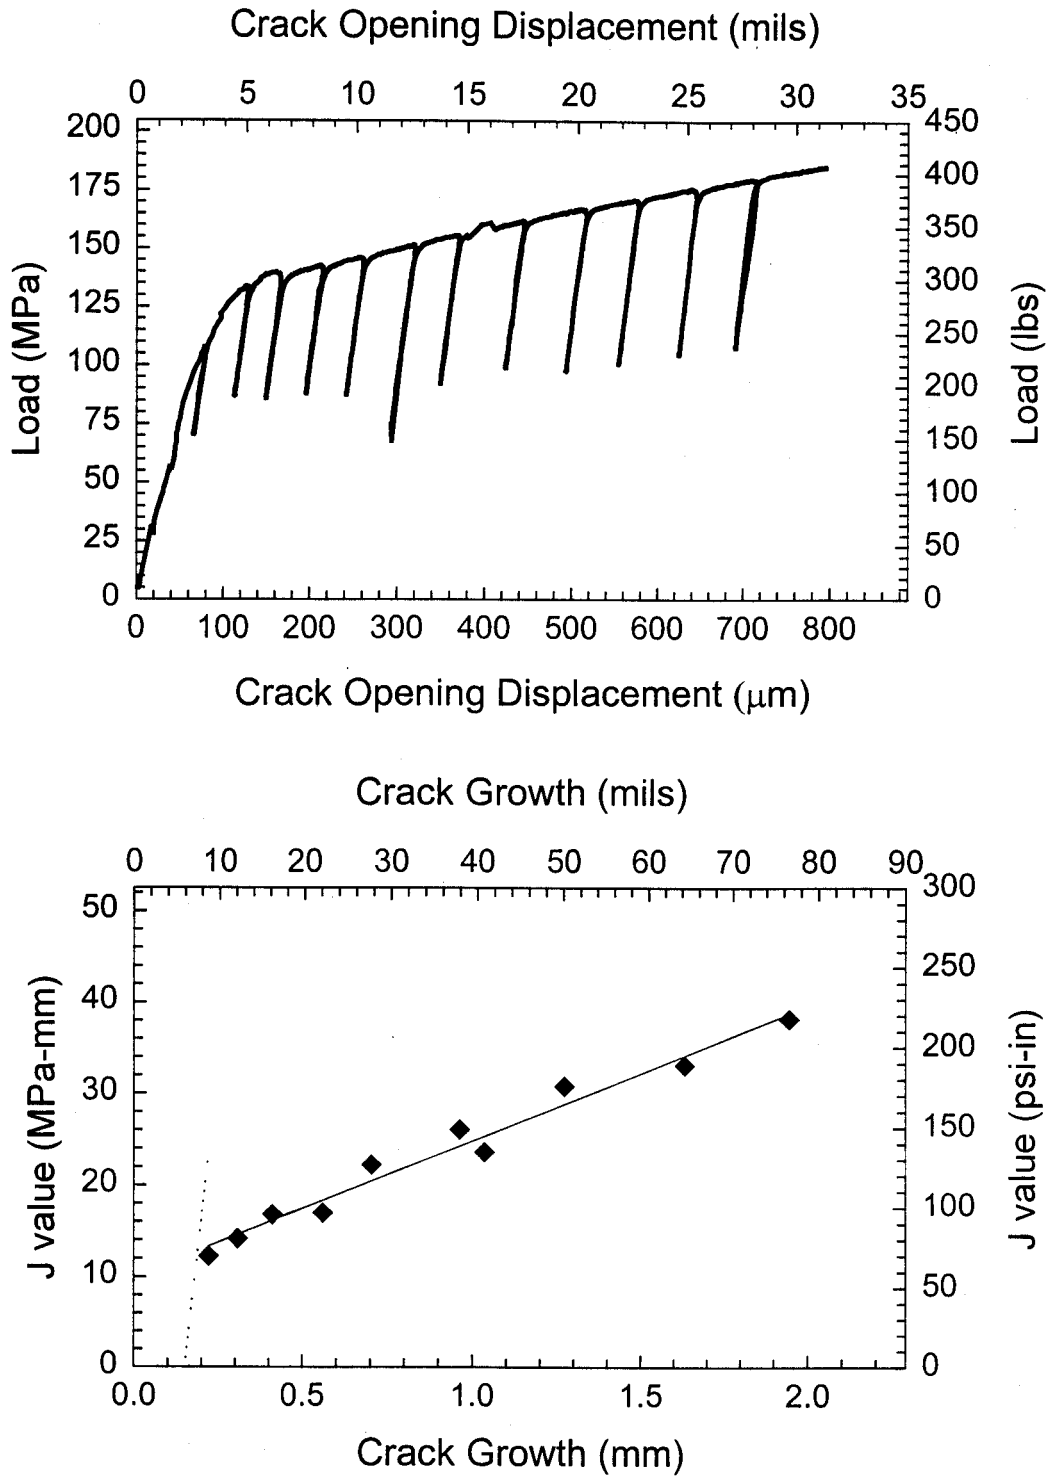 Crack Opening Displacement (mils)
0 5 10 15 20 25 30 35
200 450
175 400
150 350
125 300
100 250
75 200
50 150
25 100
0 50
0
Load (MPa)
Load (lbs)
0 100 200 300 400 500 600 700 800
Crack Opening Displacement (μm)
Crack Growth (mils)
0 10 20 30 40 50 60 70 80 90
50 300
40 250
30 200
20 150
10 100
0 50
0
J value (MPa-mm)
J value (psi-in)
0.0 0.5 1.0 1.5 2.0
Crack Growth (mm)